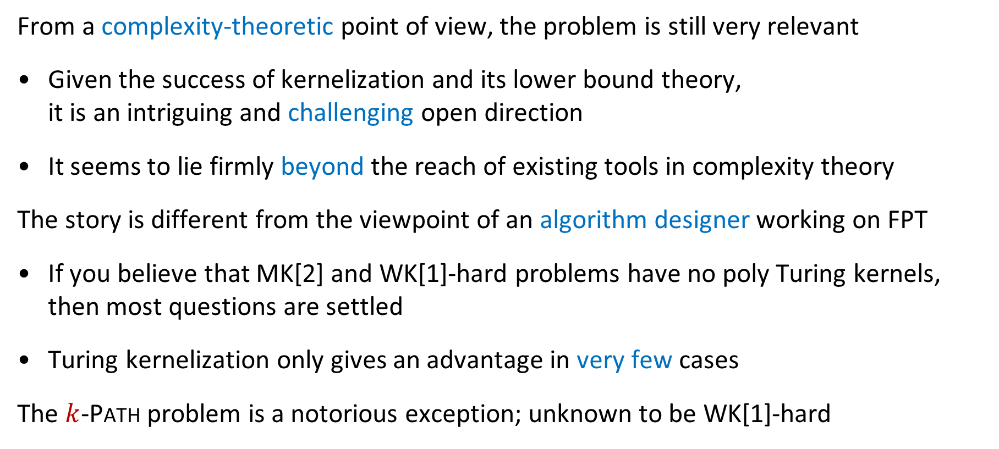 From a complexity-theoretic point of view, the problem is still very relevant
• Given the success of kernelization and its lower bound theory,
it is an intriguing and challenging open direction
• It seems to lie firmly beyond the reach of existing tools in complexity theory
The story is different from the viewpoint of an algorithm designer working on FPT
• If you believe that MK[2] and WK[1]-hard problems have no poly Turing kernels,
then most questions are settled
• Turing kernelization only gives an advantage in very few cases
The k-PATH problem is a notorious exception; unknown to be WK[1]-hard